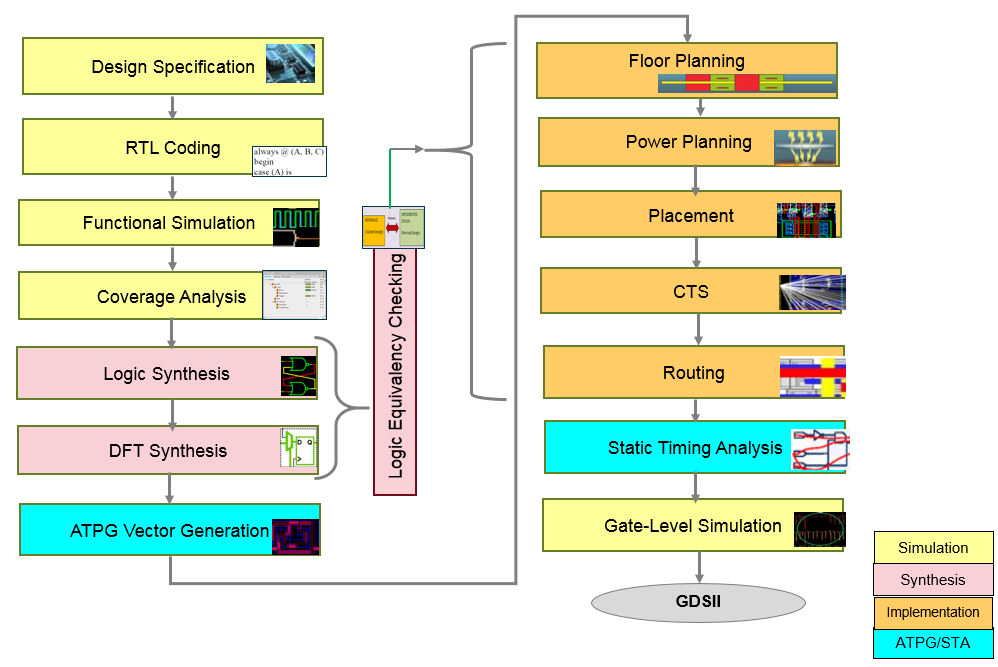 Design Specification
RTL Coding
always @ (A, B, C)
begin
case (A) is
Functional Simulation
Coverage Analysis
Logic Synthesis
DFT Synthesis
ATPG Vector Generation
Logic Equivalency Checking
Floor Planning
Power Planning
Placement
CTS
Routing
Static Timing Analysis
Gate-Level Simulation
GDSII
Simulation
Synthesis
Implementation
ATPG/STA